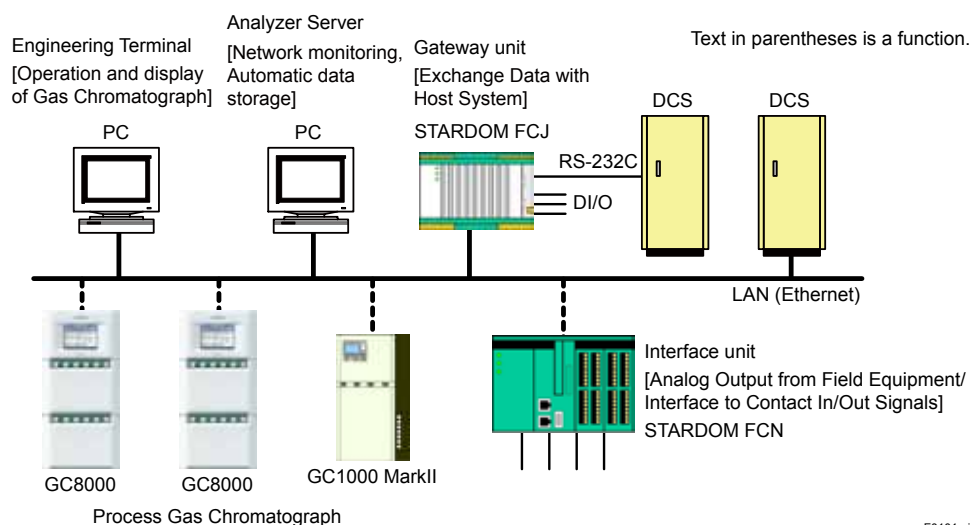 Text in parentheses is a function.
Engineering Terminal
[Operation and display
of Gas Chromatograph]
PC
Analyzer Server
[Network monitoring,
Automatic data
storage]
PC
Gateway unit
[Exchange Data with
Host System]
STARDOM FCJ
RS-232C
DI/O
DCS
DCS
LAN (Ethernet)
GC8000
GC8000
GC1000 MarkII
Process Gas Chromatograph
Interface unit
[Analog Output from Field Equipment/
Interface to Contact In/Out Signals]
STARDOM FCN